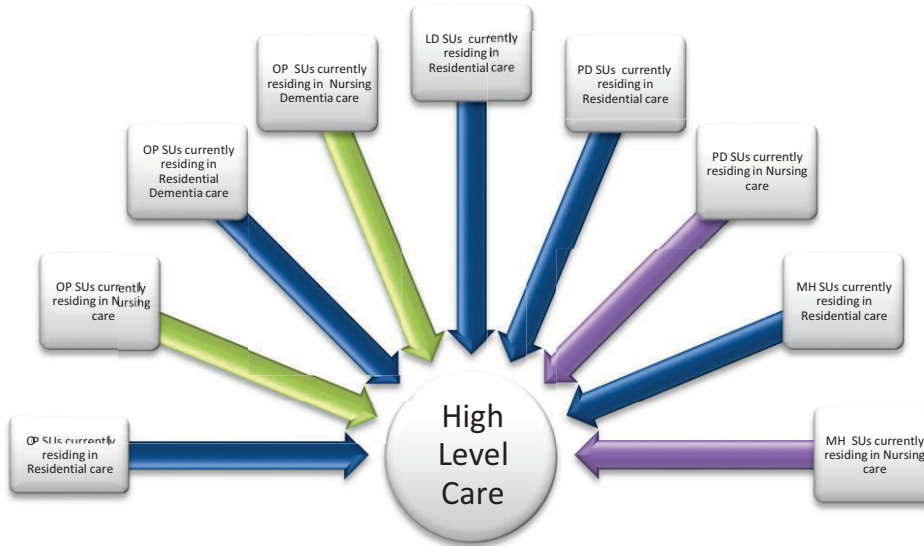 LD SUs currently
residing in
Residential care
OP SUs currently
residing in Nursing
Dementia care
PD SUs currently
residing in
Residential care
OP SUs currently
residing in
Residential
Dementia care
PD SUs currently
residing in Nursing
care
OP SUs currently
residing in Nursing
care
MH SUs currently
residing in
Residential care
OP SUs currently
residing in
Residential care
MH SUs currently
residing in Nursing
care
High
Level
Care